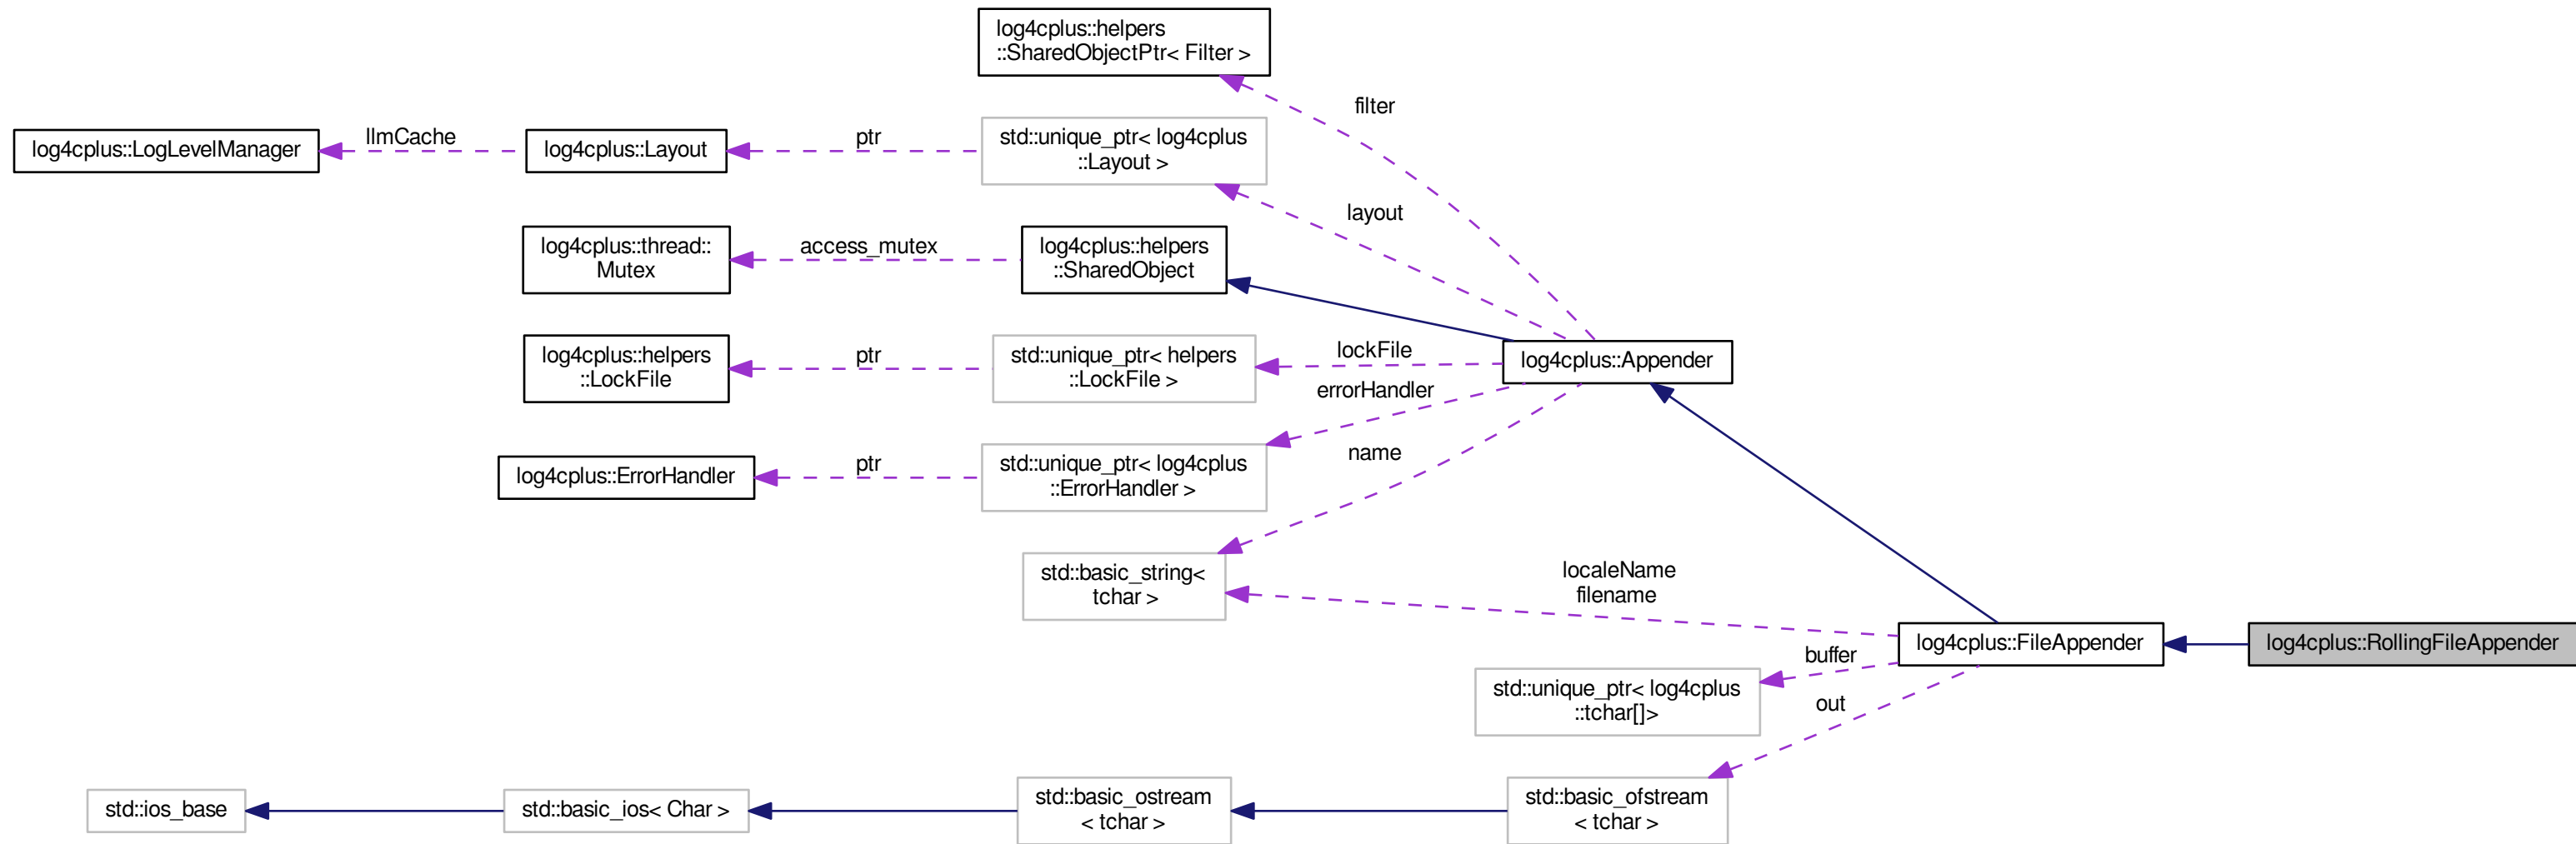 log4cplus::helpers
::SharedObjectPtr< Filter >
filter
log4cplus::LogLevelManager
llmCache
log4cplus::Layout
ptr
std::unique_ptr< log4cplus
::Layout >
layout
log4cplus::thread::
Mutex
access_mutex
log4cplus::helpers
::SharedObject
log4cplus::helpers
::LockFile
ptr
std::unique_ptr< helpers
::LockFile >
lockFile
log4cplus::Appender
errorHandler
log4cplus::ErrorHandler
ptr
std::unique_ptr< log4cplus
::ErrorHandler >
name
std::basic_string<
tchar >
localeName
filename
log4cplus::FileAppender
log4cplus::RollingFileAppender
buffer
std::unique_ptr< log4cplus
::tchar[]>
out
std::ios_base
std::basic_ios< Char >
std::basic_ostream
< tchar >
std::basic_ofstream
< tchar >